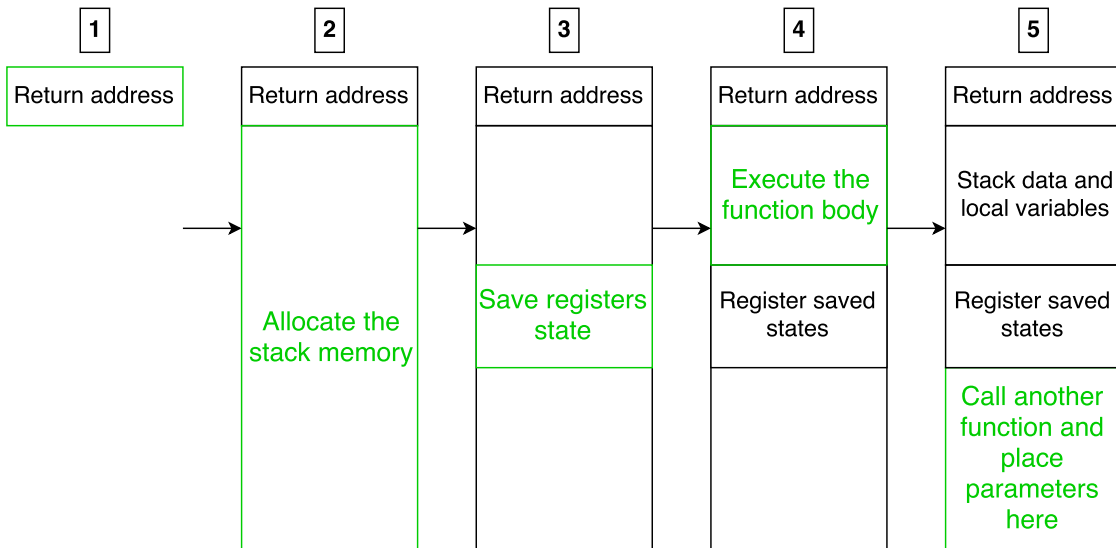 1
2
3
4
5
Return address
Return address
Return address
Return address
Return address
Allocate the
stack memory
Save registers
state
Execute the
function body
Register saved
states
Stack data and
local variables
Register saved
states
Call another
function and
place
parameters
here